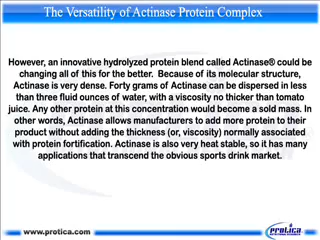 The Versatility of Actinase Protein Complex
However, an innovative hydrolyzed protein blend called Actinase® could be
changing all of this for the better.  Because of its molecular structure,
Actinase is very dense. Forty grams of Actinase can be dispersed in less
than three fluid ounces of water, with a viscosity no thicker than tomato
juice. Any other protein at this concentration would become a sold mass. In
other words, Actinase allows manufacturers to add more protein to their
product without adding the thickness (or, viscosity) normally associated
with protein fortification. Actinase is also very heat stable, so it has many
applications that transcend the obvious sports drink market.
www.protica.com
protica